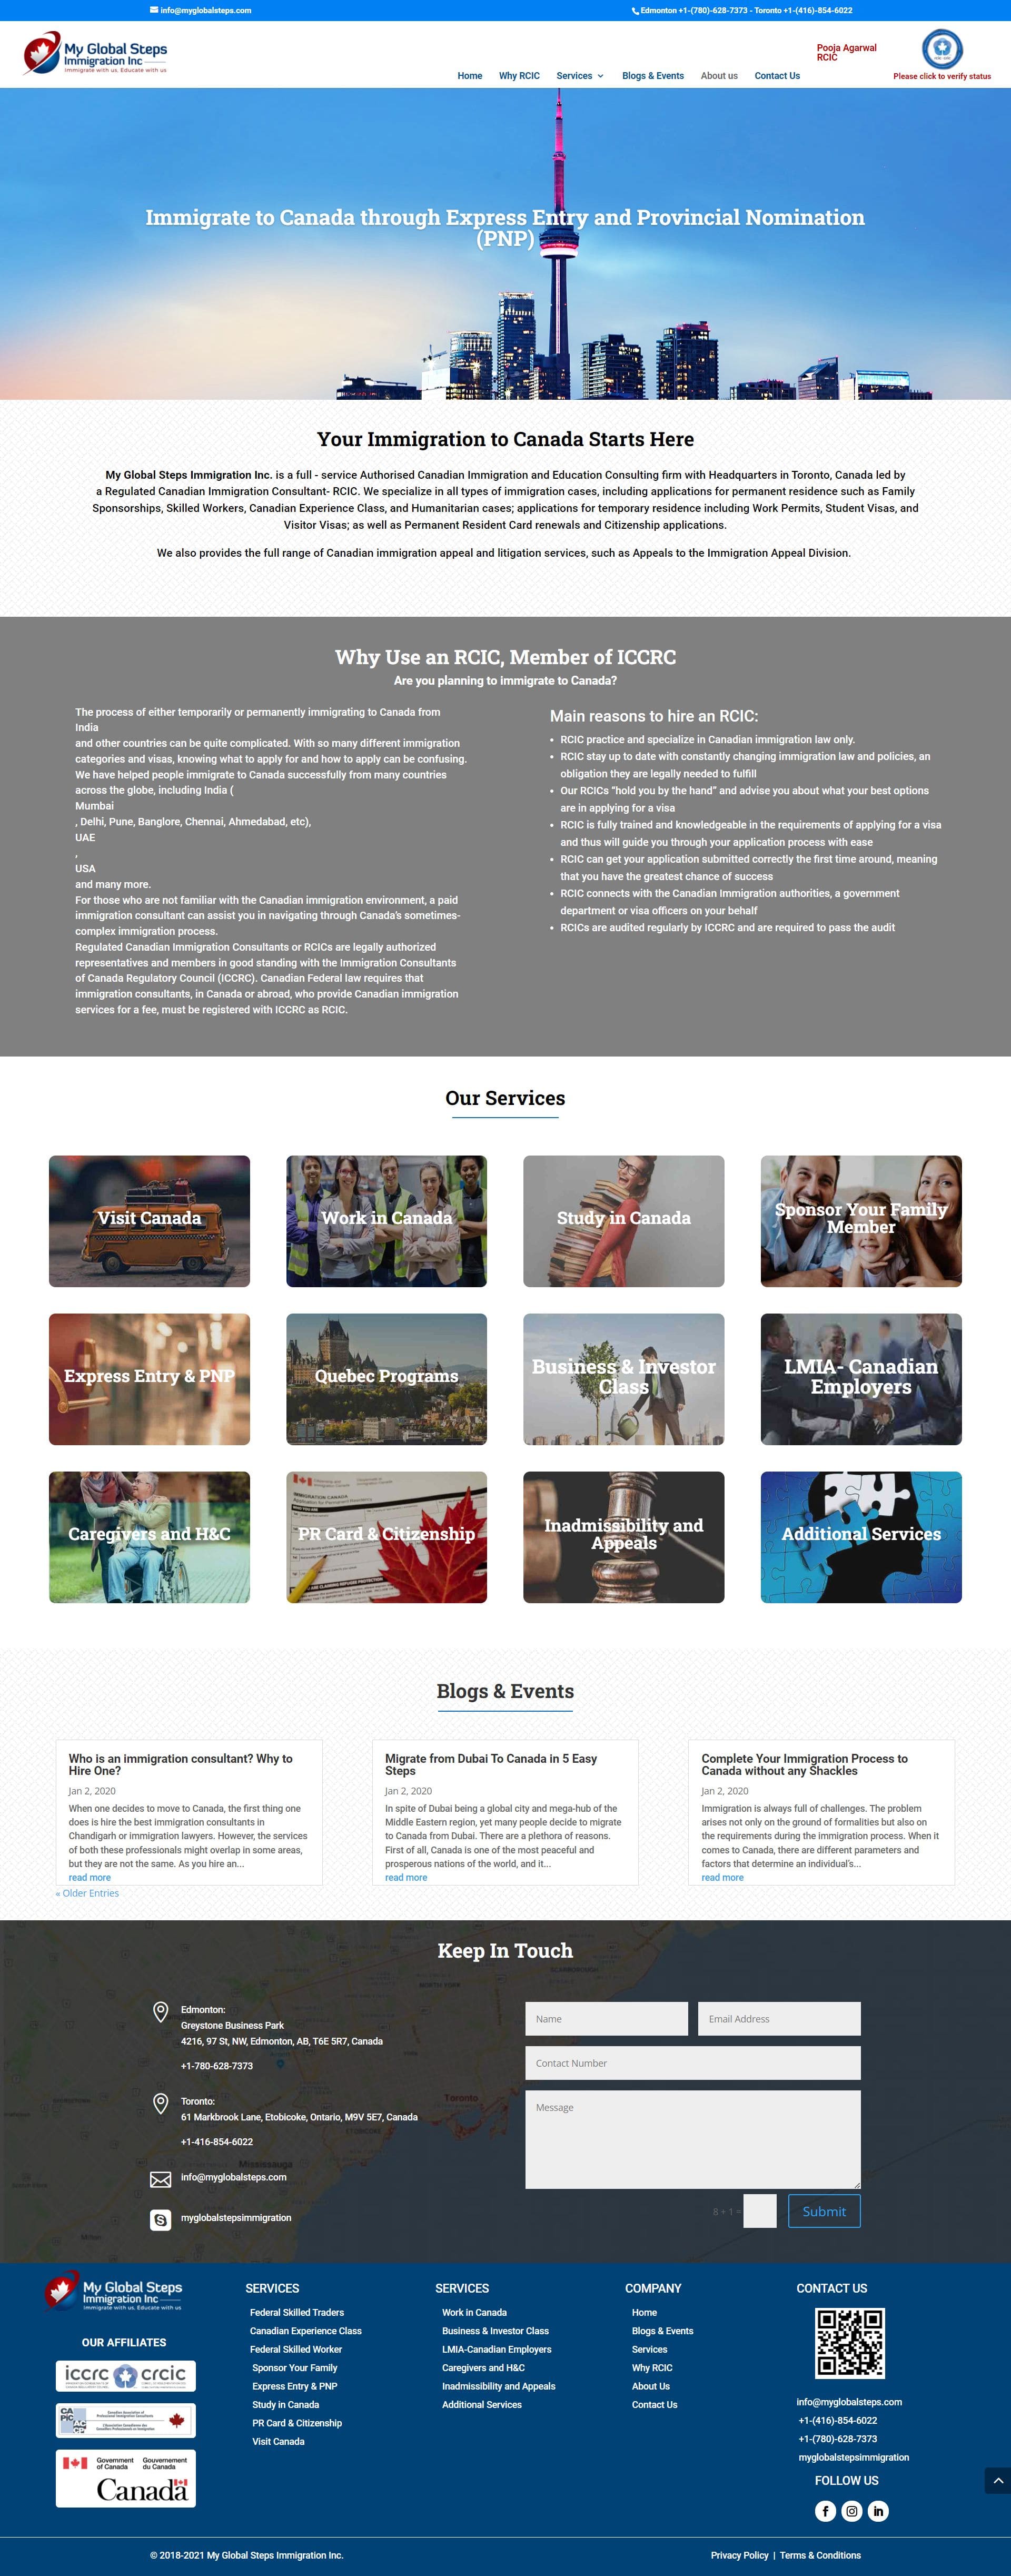 info@myglobalsteps.com
Edmonton +1-(780)-628-7373 - Toronto +1-(416)-854-6022
My Global Steps
Immigration Inc
Immigrate with us, Educate with us
Home
Why RCIC
Services
Blogs & Events
About us
Contact Us
Pooja Agarwal
RCIC
Please click to verify status
Immigrate to Canada through Express Entry and Provincial Nomination
(PNP)
Your Immigration to Canada Starts Here
My Global Steps Immigration Inc. is a full - service Authorised Canadian Immigration and Education Consulting firm with Headquarters in Toronto, Canada led by
a Regulated Canadian Immigration Consultant- RCIC. We specialize in all types of immigration cases, including applications for permanent residence such as Family
Sponsorships, Skilled Workers, Canadian Experience Class, and Humanitarian cases; applications for temporary residence including Work Permits, Student Visas, and
Visitor Visas; as well as Permanent Resident Card renewals and Citizenship applications.
We also provides the full range of Canadian immigration appeal and litigation services, such as Appeals to the Immigration Appeal Division.
Why Use an RCIC, Member of ICCRC
Are you planning to immigrate to Canada?
The process of either temporarily or permanently immigrating to Canada from
India
and other countries can be quite complicated. With so many different immigration
categories and visas, knowing what to apply for and how to apply can be confusing.
We have helped people immigrate to Canada successfully from many countries
across the globe, including India (
Mumbai
, Delhi, Pune, Banglore, Chennai, Ahmedabad, etc),
UAE
,
USA
and many more.
For those who are not familiar with the Canadian immigration environment, a paid
immigration consultant can assist you in navigating through Canada's sometimes-
complex immigration process.
Regulated Canadian Immigration Consultants or RCICs are legally authorized
representatives and members in good standing with the Immigration Consultants
of Canada Regulatory Council (ICCRC). Canadian Federal law requires that
immigration consultants, in Canada or abroad, who provide Canadian immigration
services for a fee, must be registered with ICCRC as RCIC.
Main reasons to hire an RCIC:
• RCIC practice and specialize in Canadian immigration law only.
• RCIC stay up to date with constantly changing immigration law and policies, an
obligation they are legally needed to fulfill
• Our RCICs “hold you by the hand” and advise you about what your best options
are in applying for a visa
• RCIC is fully trained and knowledgeable in the requirements of applying for a visa
and thus will guide you through your application process with ease
• RCIC can get your application submitted correctly the first time around, meaning
that you have the greatest chance of success
• RCIC connects with the Canadian Immigration authorities, a government
department or visa officers on your behalf
• RCICs are audited regularly by ICCRC and are required to pass the audit
Our Services
Visit Canada
Work in Canada
Study in Canada
Sponsor Your Family
Member
Express Entry & PNP
Quebec Programs
Business & Investor
Class
LMIA- Canadian
Employers
Caregivers and H&C
PR Card & Citizenship
Inadmissibility and
Appeals
Additional Services
Blogs & Events
Who is an immigration consultant? Why to
Hire One?
Jan 2, 2020
When one decides to move to Canada, the first thing one
does is hire the best immigration consultants in
Chandigarh or immigration lawyers. However, the services
of both these professionals might overlap in some areas,
but they are not the same. As you hire an...
read more
« Older Entries
Migrate from Dubai To Canada in 5 Easy
Steps
Jan 2, 2020
In spite of Dubai being a global city and mega-hub of the
Middle Eastern region, yet many people decide to migrate
to Canada from Dubai. There are a plethora of reasons.
First of all, Canada is one of the most peaceful and
prosperous nations of the world, and it...
read more
Complete Your Immigration Process to
Canada without any Shackles
Jan 2, 2020
Immigration is always full of challenges. The problem
arises not only on the ground of formalities but also on
the requirements during the immigration process. When it
comes to Canada, there are different parameters and
factors that determine an individual's...
read more
Keep In Touch
Edmonton:
Greystone Business Park
4216, 97 St, NW, Edmonton, AB, T6E 5R7, Canada
+1-780-628-7373
Toronto:
61 Markbrook Lane, Etobicoke, Ontario, M9V 5E7, Canada
+1-416-854-6022
info@myglobalsteps.com
myglobalstepsimmigration
Toronto
Mississauga
Name
Email Address
Contact Number
Message
8 + 1 =
Submit
My Global Steps
Immigration Inc
Immigrate with us, Educate with us
OUR AFFILIATES
iccrc crcic
CAPIC
Government
of Canada
Gouvernement
du Canada
Canada
SERVICES
Federal Skilled Traders
Canadian Experience Class
Federal Skilled Worker
Sponsor Your Family
Express Entry & PNP
Study in Canada
PR Card & Citizenship
Visit Canada
SERVICES
Work in Canada
Business & Investor Class
LMIA-Canadian Employers
Caregivers and H&C
Inadmissibility and Appeals
Additional Services
COMPANY
Home
Blogs & Events
Services
Why RCIC
About Us
Contact Us
CONTACT US
info@myglobalsteps.com
+1-(416)-854-6022
+1-(780)-628-7373
myglobalstepsimmigration
FOLLOW US
© 2018-2021 My Global Steps Immigration Inc.
Privacy Policy | Terms & Conditions